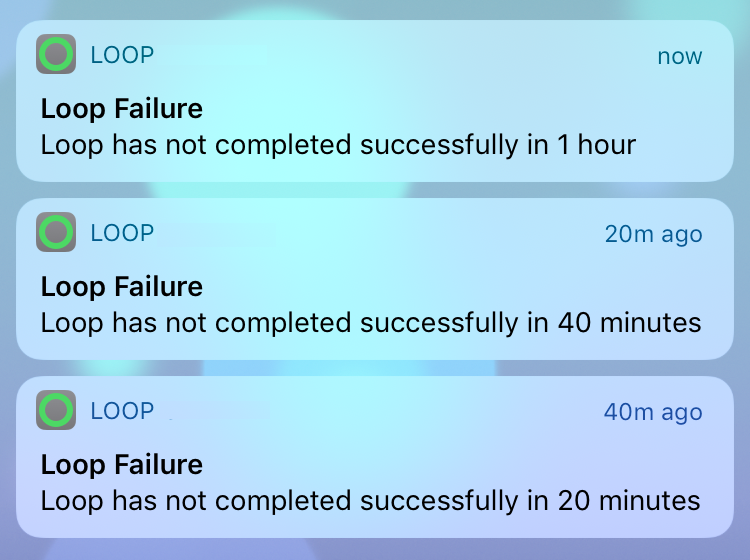 LOOP now
Loop Failure
Loop has not completed successfully in 1 hour
LOOP 20m ago
Loop Failure
Loop has not completed successfully in 40 minutes
LOOP 40m ago
Loop Failure
Loop has not completed successfully in 20 minutes